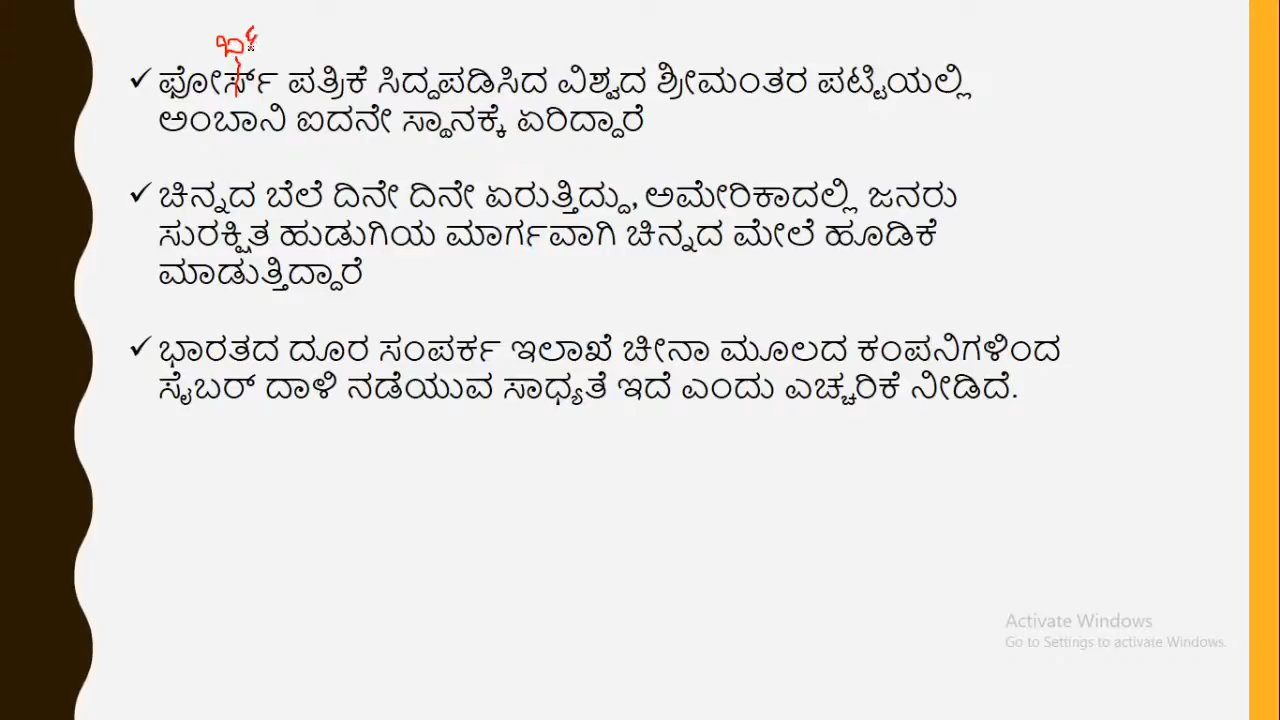 ಬ್
ಫೋರ್ಸ್ ಪತ್ರಿಕೆ ಸಿದ್ದಪಡಿಸಿದ ವಿಶ್ವದ ಶ್ರೀಮಂತರ ಪಟ್ಟಿಯಲ್ಲಿ
ಅಂಬಾನಿ ಐದನೇ ಸ್ಥಾನಕ್ಕೆ ಏರಿದ್ದಾರೆ
ಚಿನ್ನದ ಬೆಲೆ ದಿನೇ ದಿನೇ ಏರುತ್ತಿದ್ದು, ಅಮೇರಿಕಾದಲ್ಲಿ ಜನರು
ಸುರಕ್ಷಿತ ಹುಡುಗಿಯ ಮಾರ್ಗವಾಗಿ ಚಿನ್ನದ ಮೇಲೆ ಹೂಡಿಕೆ
ಮಾಡುತ್ತಿದ್ದಾರೆ
ಭಾರತದ ದೂರ ಸಂಪರ್ಕ ಇಲಾಖೆ ಚೀನಾ ಮೂಲದ ಕಂಪನಿಗಳಿಂದ
ಸೈಬರ್ ದಾಳಿ ನಡೆಯುವ ಸಾಧ್ಯತೆ ಇದೆ ಎಂದು ಎಚ್ಚರಿಕೆ ನೀಡಿದೆ.
Activate Windows
Go to Settings to activate Windows.